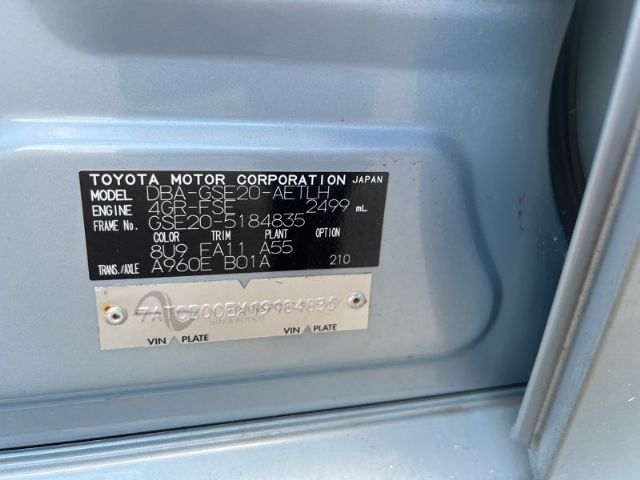 TOYOTA MOTOR CORPORATION JAPAN
MODEL DBA-GSE20-AETLH
ENGINE 4GR-FSE 2499 mL
FRAME No. GSE20-5184835
COLOR TRIM PLANT
8U9 FA11 A55
TRANS./AXLE A960E B01A 210
VIN PLATE VIN PLATE